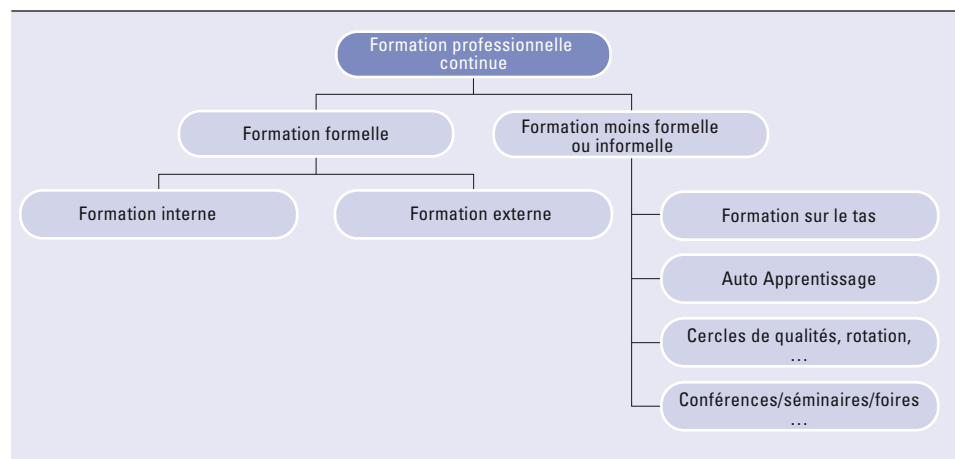 Formation professionnelle
continue
Formation formelle
Formation moins formelle
ou informelle
Formation interne
Formation externe
Formation sur le tas
Auto Apprentissage
Cercles de qualités, rotation,
...
Conférences/séminaires/foires
...